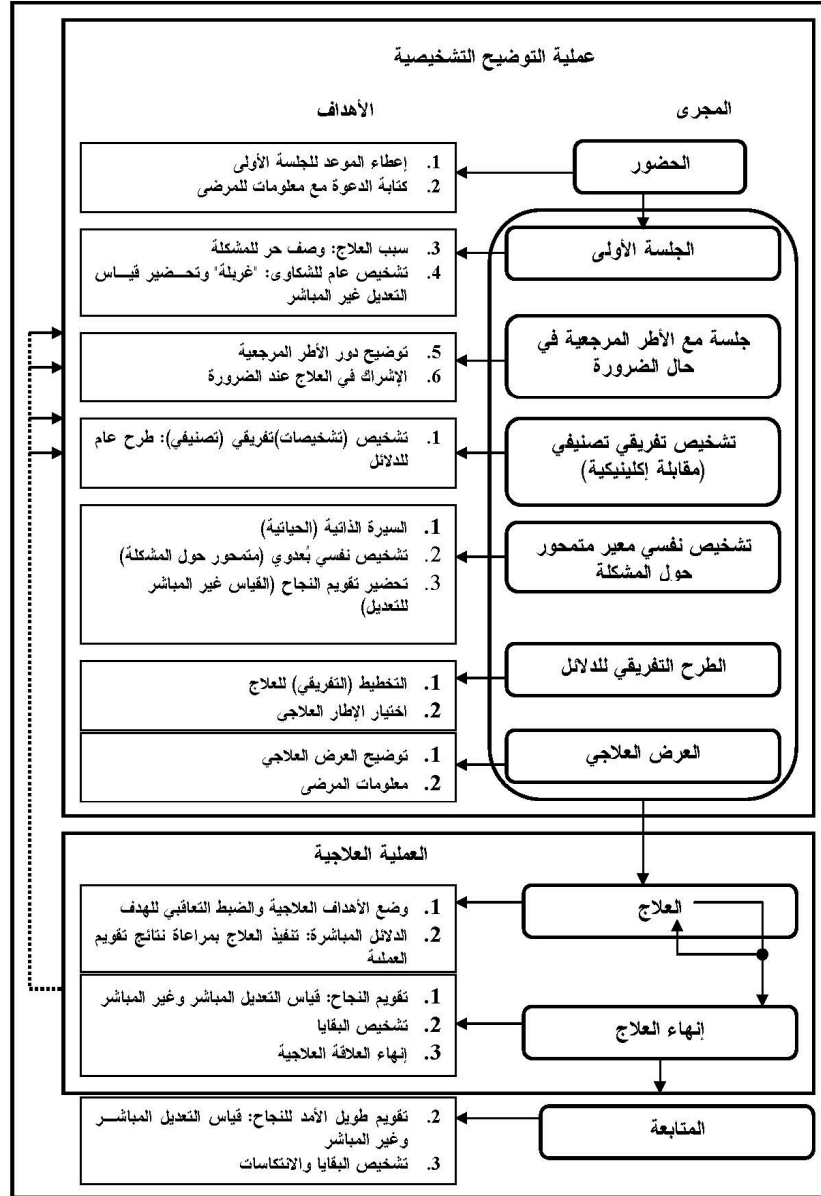 عملية التوضيح التشخيصية
المجرى
الأهداف
الحضور
1. إعطاء الموعد للجلسة الأولى
2. كتابة الدعوة مع معلومات للمرضى
الجلسة الأولى
3. سبب العلاج: وصف حر للمشكلة
4. تشخيص عام للشكاوى: "غربلة" وتحضير قياس
التعديل غير المباشر
جلسة مع الأطر المرجعية في
حال الضرورة
5. توضيح دور الأطر المرجعية
6. الإشراك في العلاج عند الضرورة
تشخيص تفريقي تصنيفي
(مقابلة إكلينيكية)
1. تشخيص (تشخيصات)تفريقي (تصنيفي): طرح عام
للدلائل
تشخيص نفسي معير متمحور
حول المشكلة
1. السيرة الذاتية (الحياتية)
2. تشخيص نفسي بُعدوي (متمحور حول المشكلة)
3. تحضير تقويم النجاح (القياس غير المباشر
للتعديل)
الطرح التفريقي للدلائل
1. التخطيط (التفريقي) للعلاج
2. اختيار الإطار العلاجي
العرض العلاجي
1. توضيح العرض العلاجي
2. معلومات المرضى
العملية العلاجية
العلاج
1. وضع الأهداف العلاجية والضبط التعاقبي للهدف
2. الدلائل المباشرة: تنفيذ العلاج بمراعاة نتائج تقويم
العملية
إنهاء العلاج
1. تقويم النجاح: قياس التعديل المباشر وغير المباشر
2. تشخيص البقايا
3. إنهاء العلاقة العلاجية
المتابعة
2. تقويم طويل الأمد للنجاح: قياس التعديل المباشر
وغير المباشر
3. تشخيص البقايا والانتكاسات